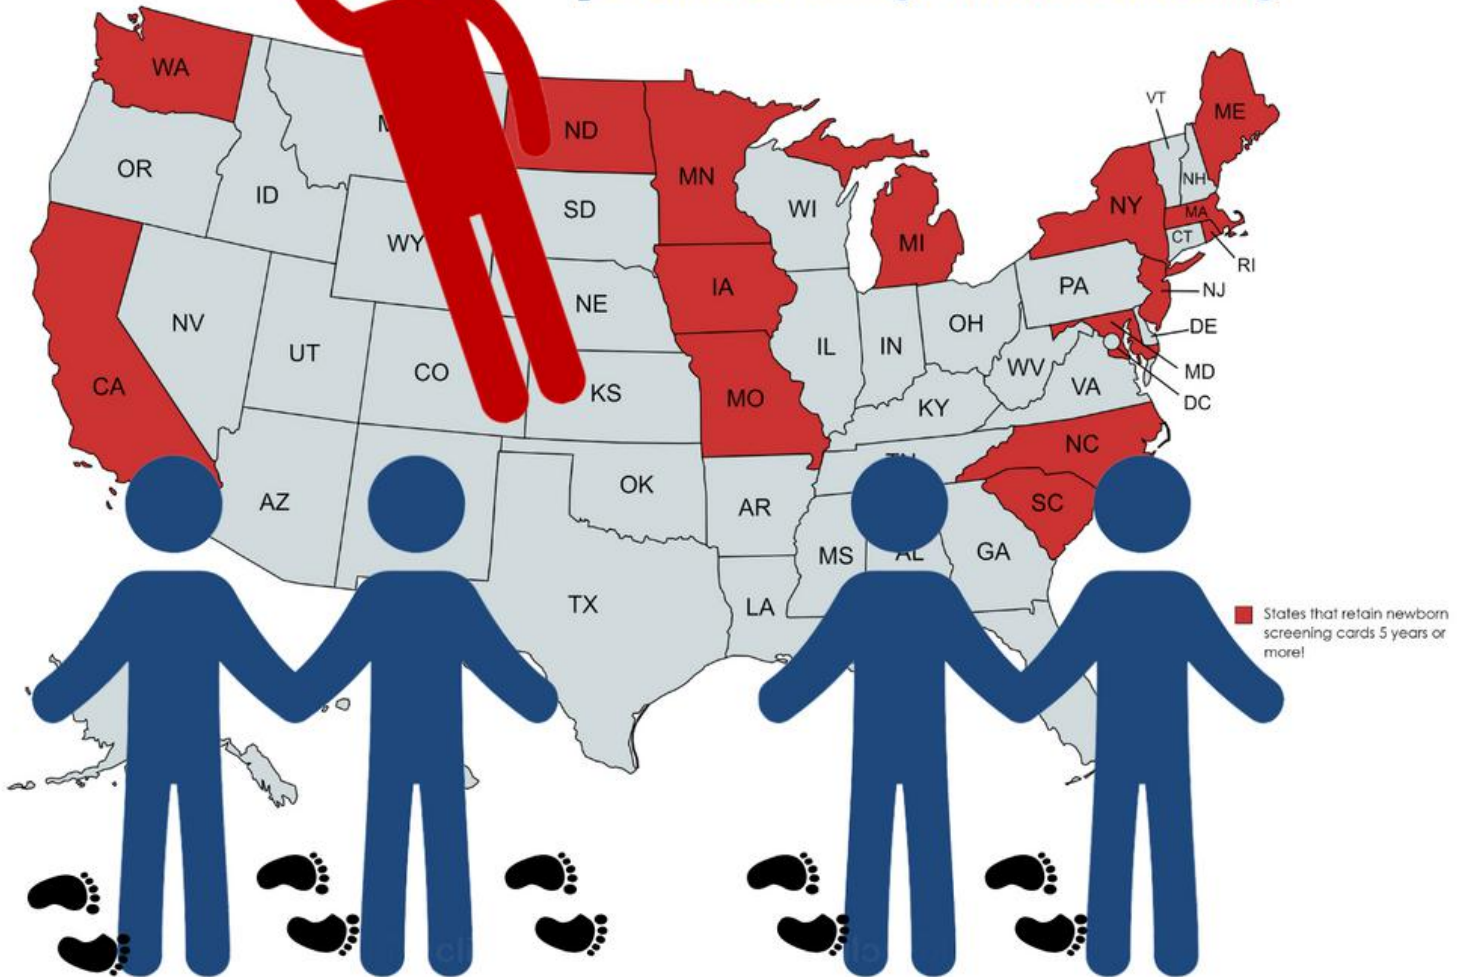 WA
ME
VT
ND
OR
MN
NH
ID
SD
WI
NY
MA
WY
MI
CT
RI
IA
PA
NJ
NE
NV
OH
DE
UT
IL
IN
CO
WV
MD
CA
VA
KS
MO
KY
DC
NC
OK
AZ
AR
SC
MS
AL
GA
TX
LA
States that retain newborn
screening cards 5 years or
more!